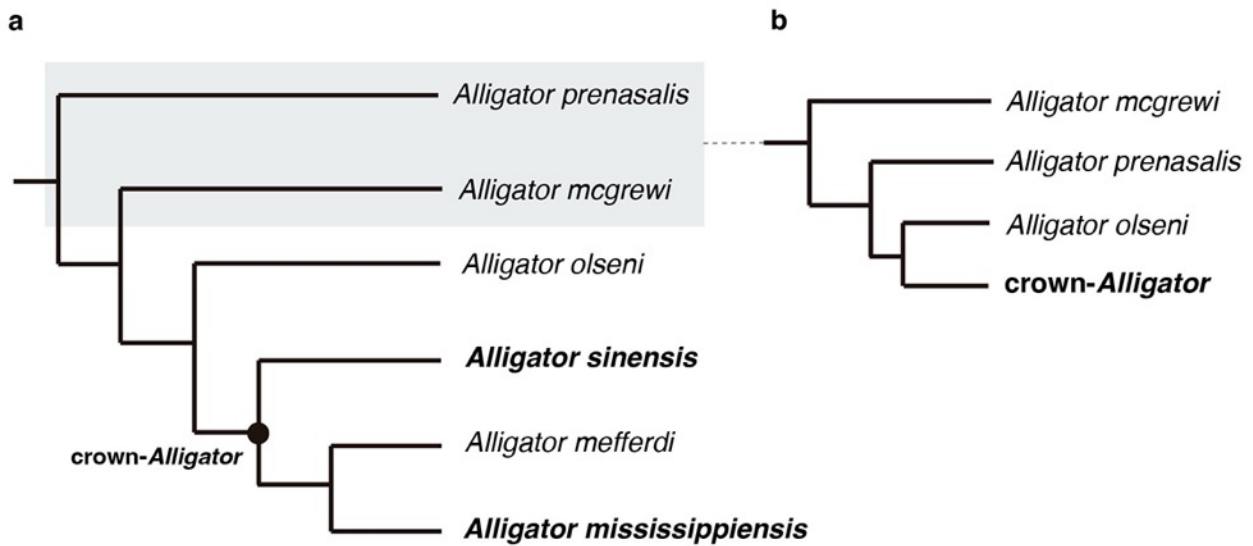 a
Alligator prenasalis
Alligator mcgrewi
Alligator olseni
Alligator sinensis
crown-Alligator
Alligator mefferdi
Alligator mississippiensis
b
Alligator mcgrewi
Alligator prenasalis
Alligator olseni
crown-Alligator